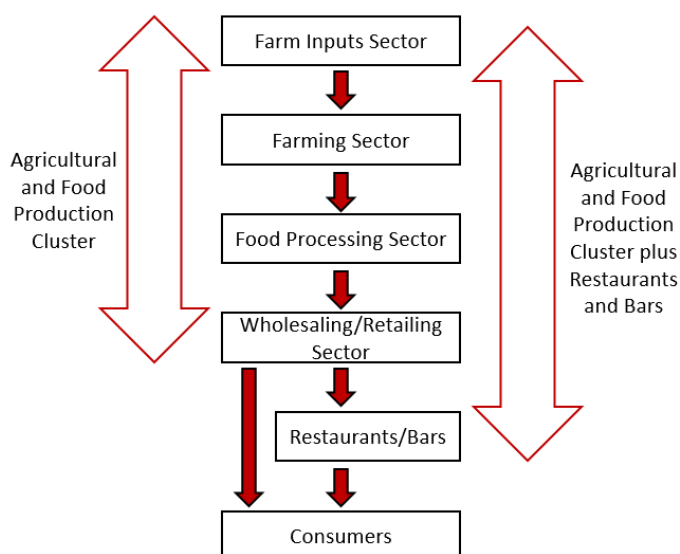 Farm Inputs Sector
Farming Sector
Agricultural
and Food
Production
Cluster
Food Processing Sector
Agricultural
and Food
Production
Cluster plus
Restaurants
and Bars
Wholesaling/Retailing
Sector
Restaurants/Bars
Consumers